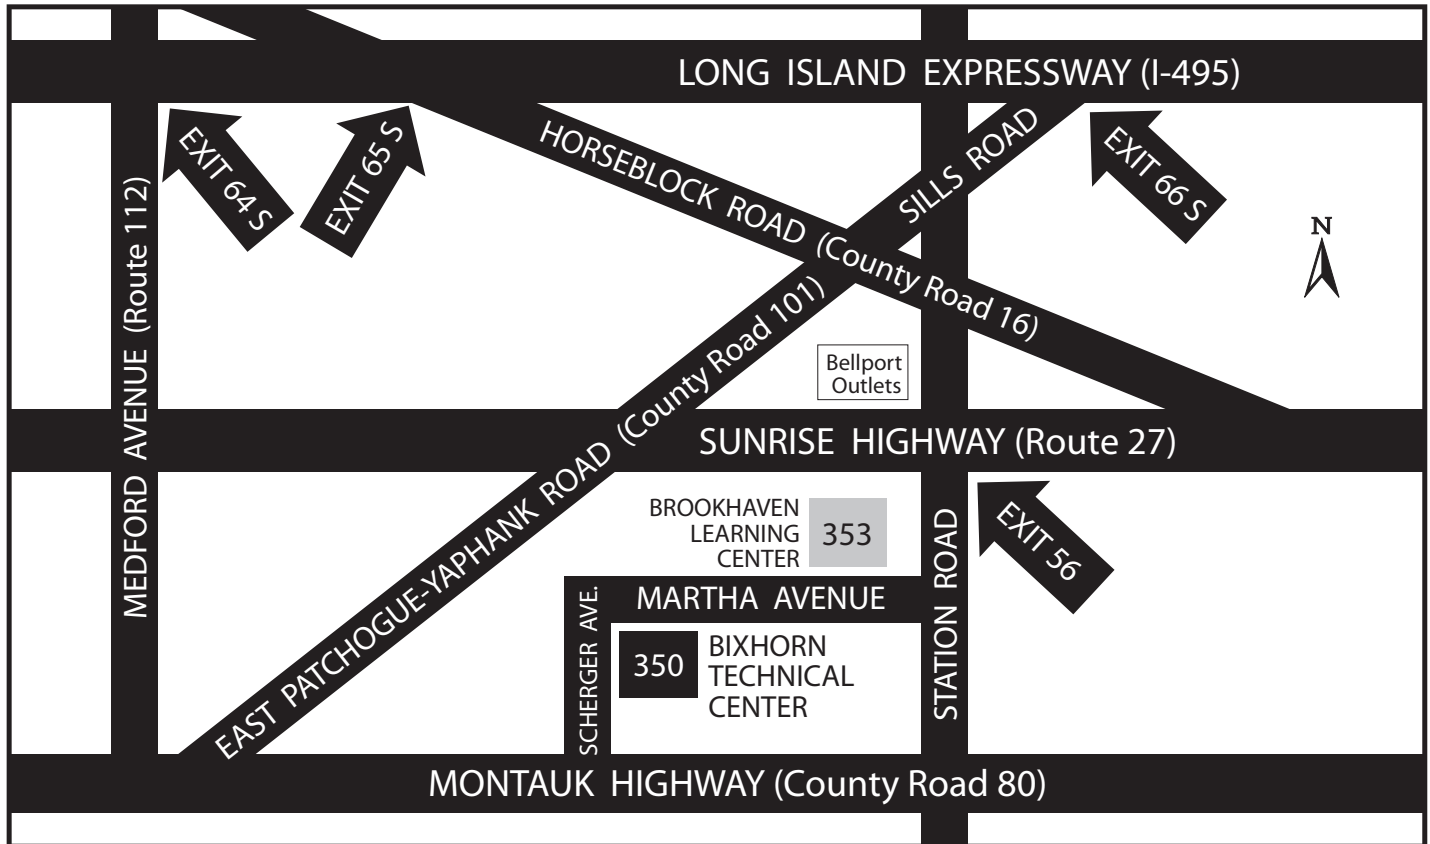 LONG ISLAND EXPRESSWAY (I-495)
EXIT 64 S
EXIT 65 S
HORSEBLOCK ROAD (County Road 16)
SILLS ROAD
EXIT 66 S
N
MEDFORD AVENUE (Route 112)
EAST PATCHOGUE-YAPHANK ROAD (County Road 101)
Bellport
Outlets
SUNRISE HIGHWAY (Route 27)
BROOKHAVEN
LEARNING
CENTER
353
EXIT 56
STATION ROAD
MARTHA AVENUE
SCHERGER AVE.
350
BIXHORN
TECHNICAL
CENTER
MONTAUK HIGHWAY (County Road 80)